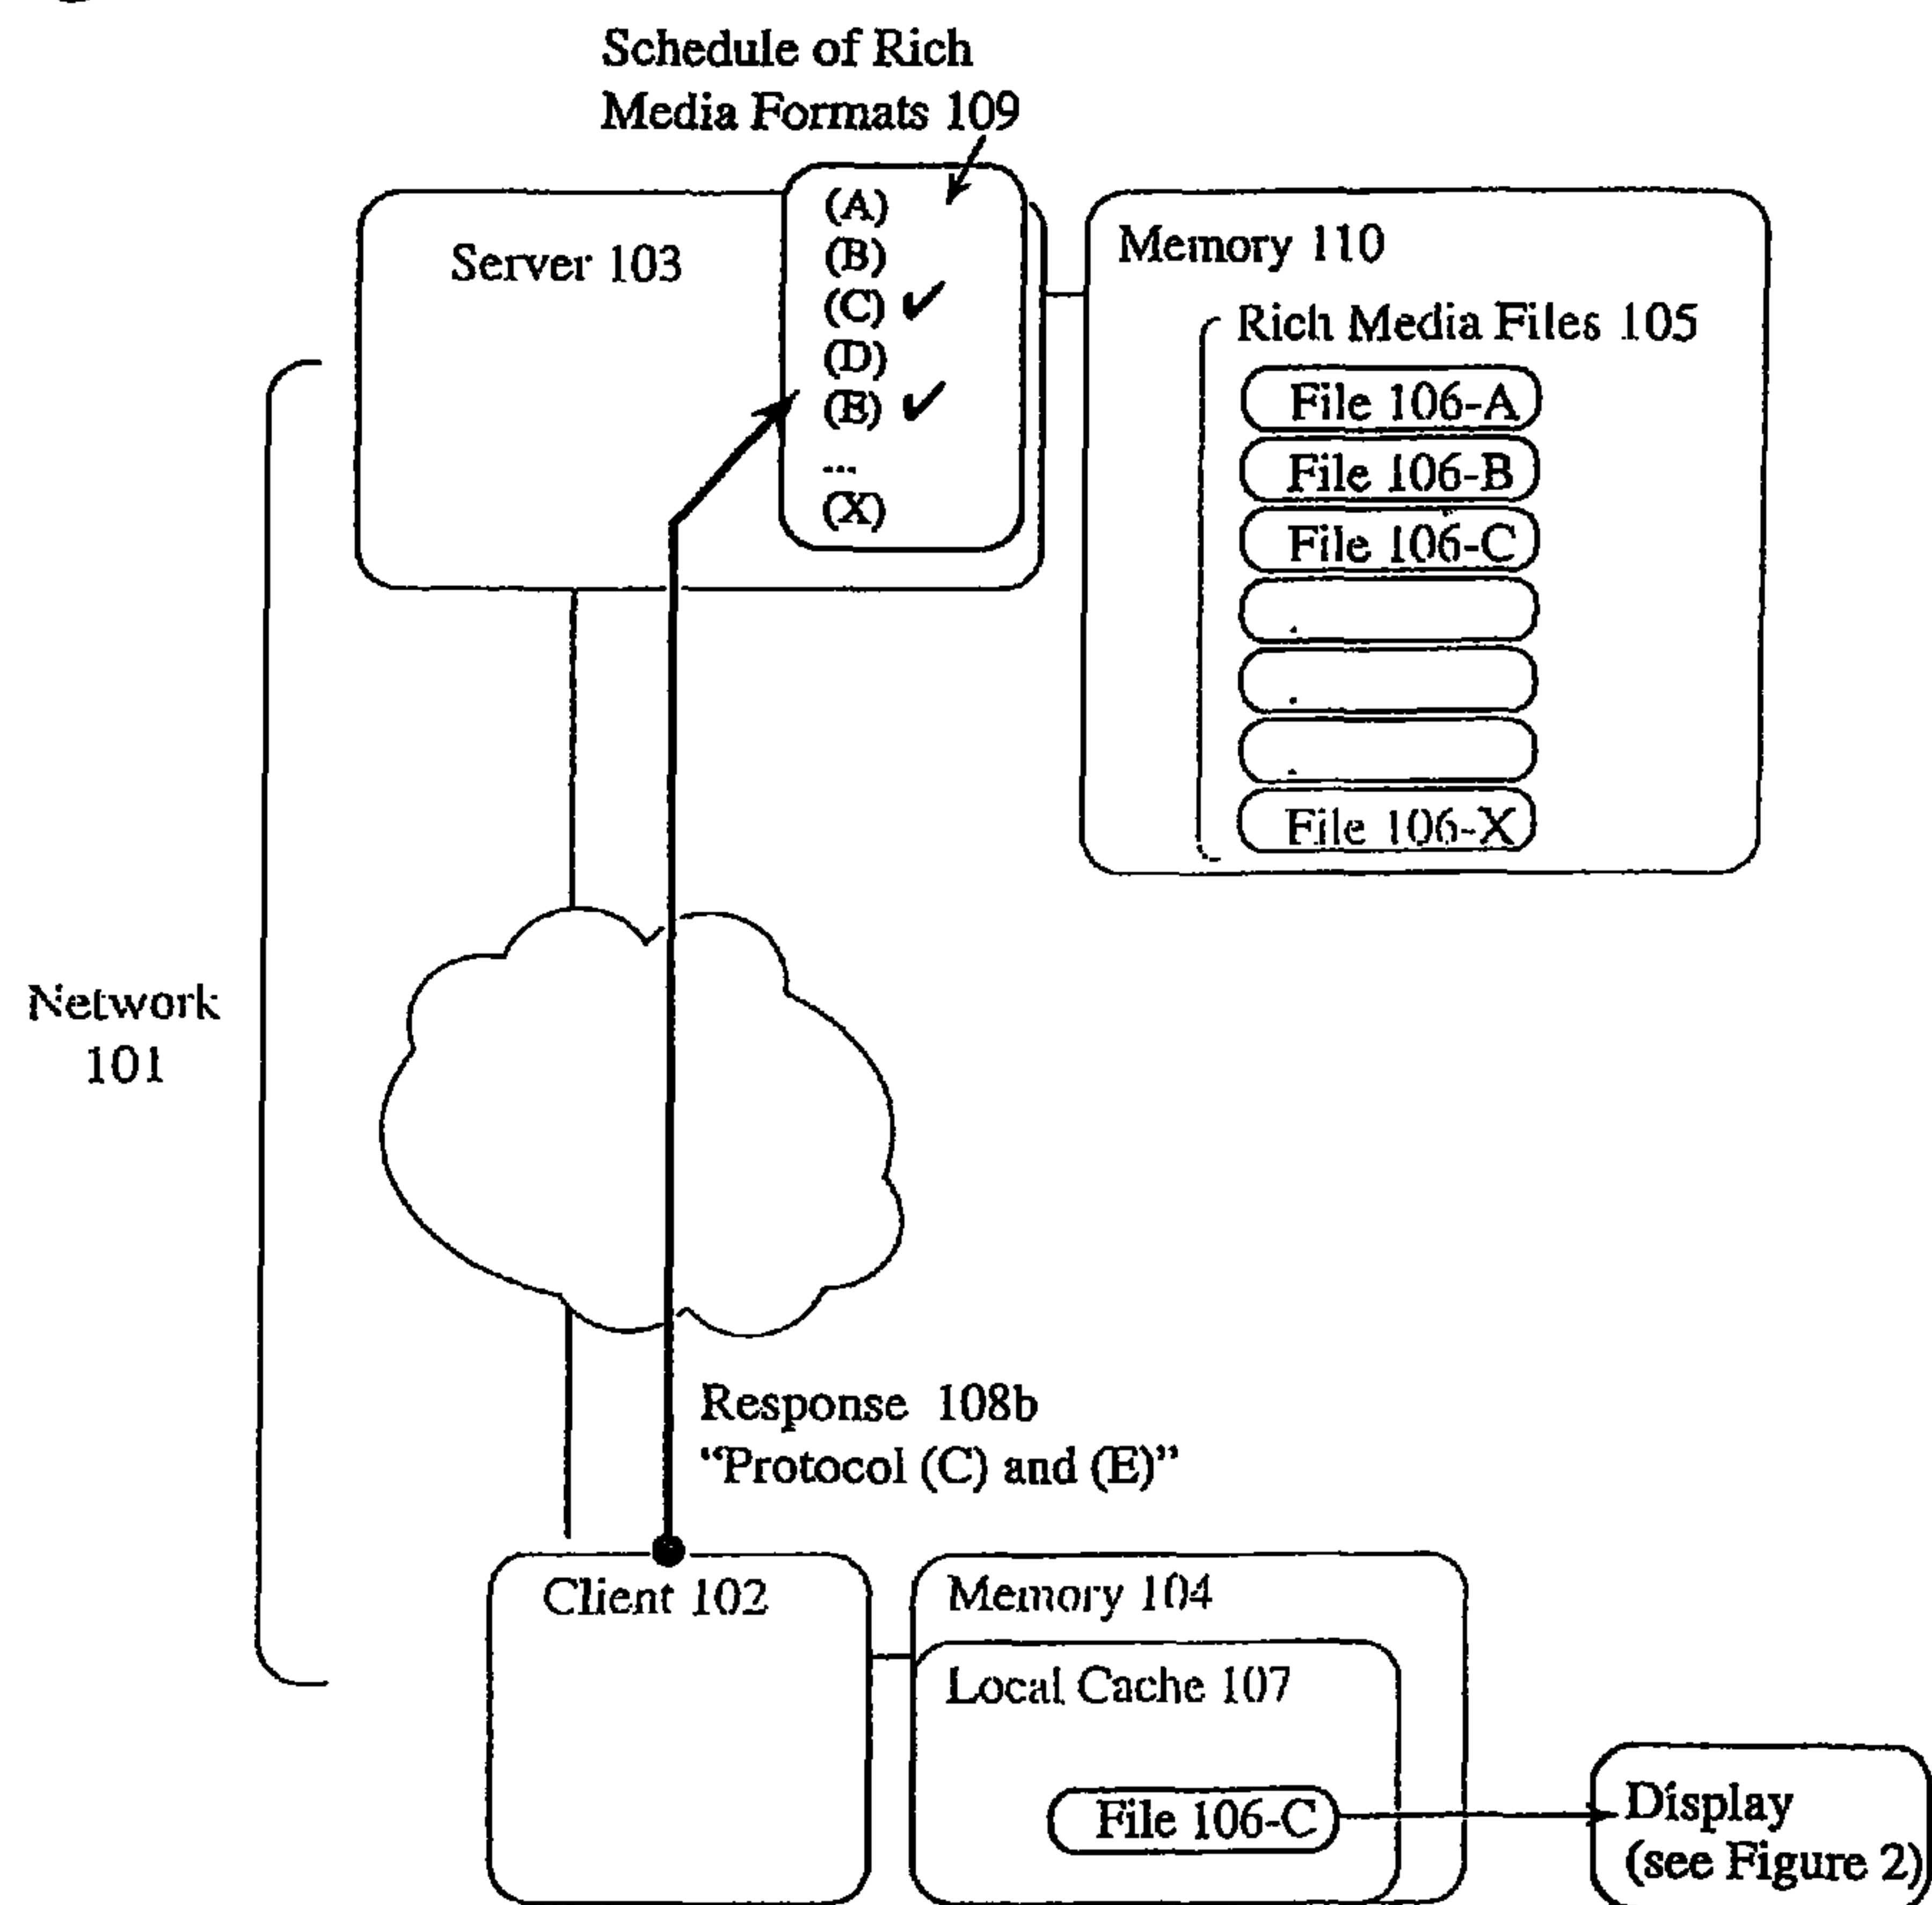 Schedule of Rich
Media Formats 109
(A)
(B)
(C) ✓
(D)
(E) ✓
...
(X)
Server 103
Memory 110
Rich Media Files 105
File 106-A
File 106-B
File 106-C
.
.
.
File 106-X
Network
101
Response 108b
“Protocol (C) and (E)”
Client 102
Memory 104
Local Cache 107
File 106-C
Display
(see Figure 2)